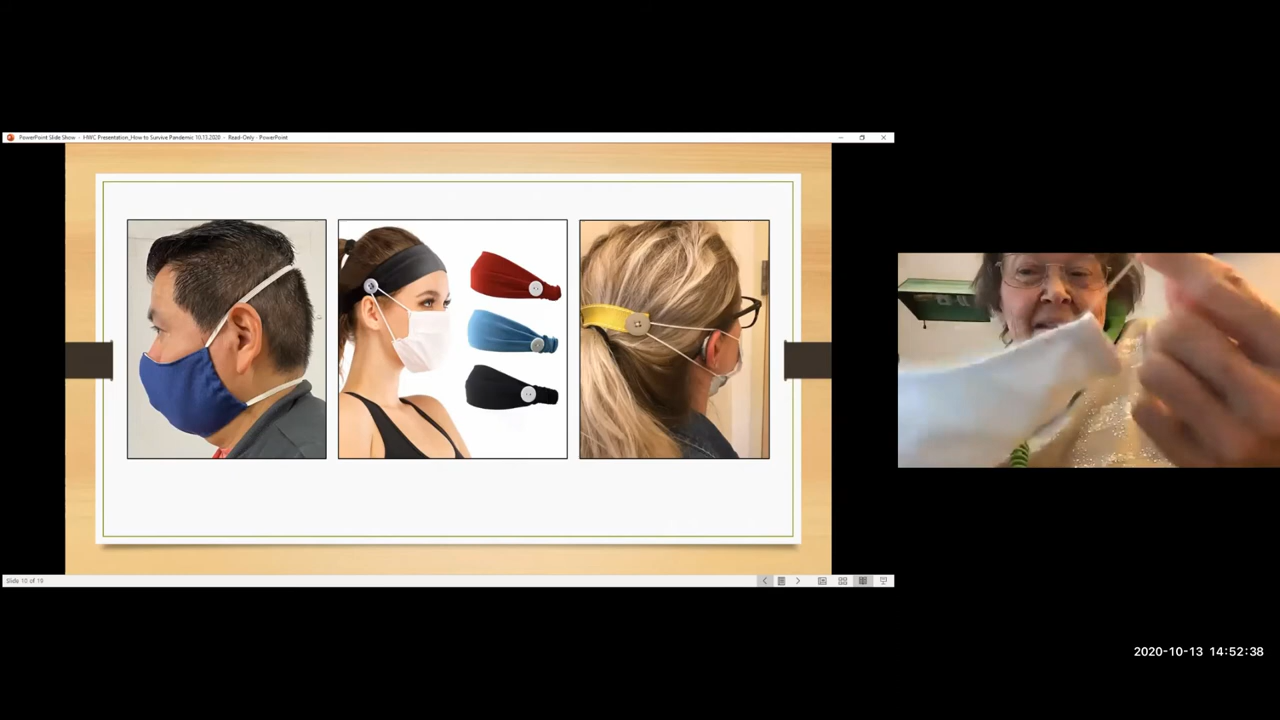 PowerPoint Slide Show - HWC Presentation_How to Survive Pandemic 10.13.2020 - Read-Only - PowerPoint
Slide 10 of 19
2020-10-13 14:52:38